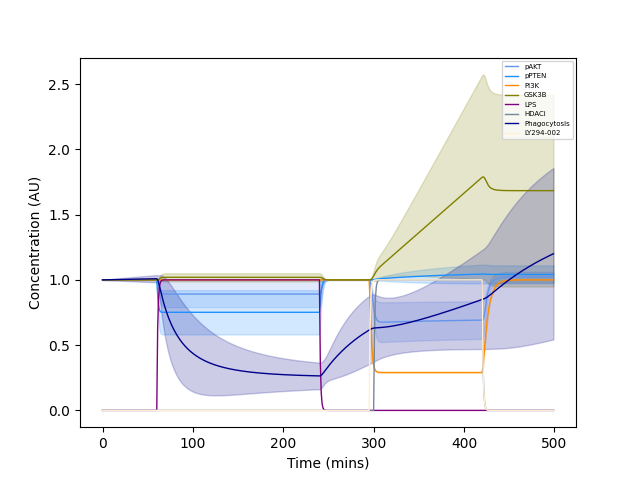 2.5
2.0
1.5
1.0
0.5
0.0
Concentration (AU)
0
100
200
300
400
500
Time (mins)
pAKT
pPTEN
PI3K
GSK3B
LPS
HDACi
Phagocytosis
LY294-002